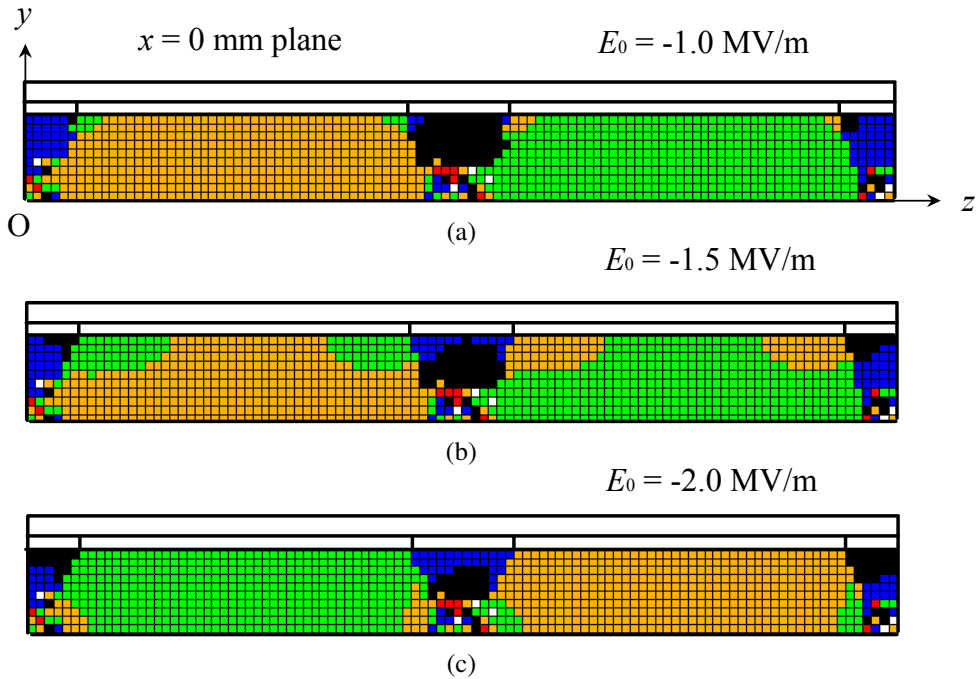 y
x = 0 mm plane
E₀ = -1.0 MV/m
O
z
(a)
E₀ = -1.5 MV/m
(b)
E₀ = -2.0 MV/m
(c)